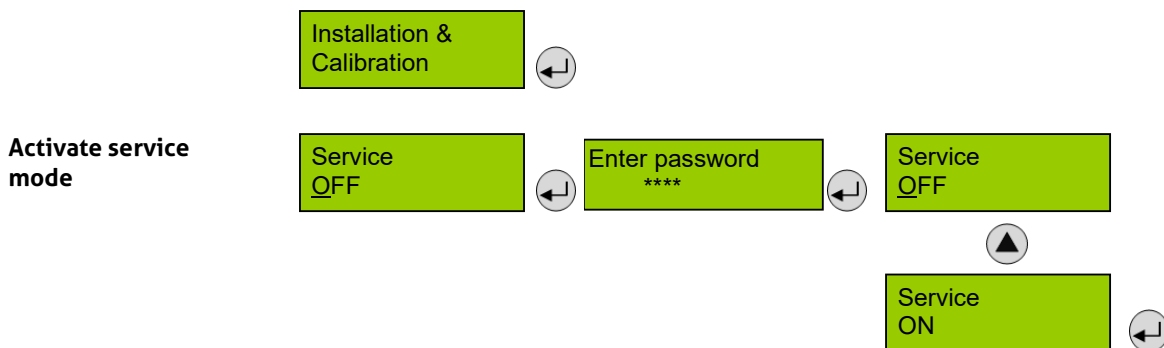 Installation &
Calibration
Activate service
mode
Service
OFF
Enter password
****
Service
OFF
Service
ON